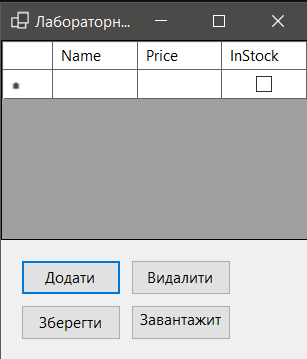 Лабораторн...
Name Price InStock
Додати Видалити
Зберегти Завантажит